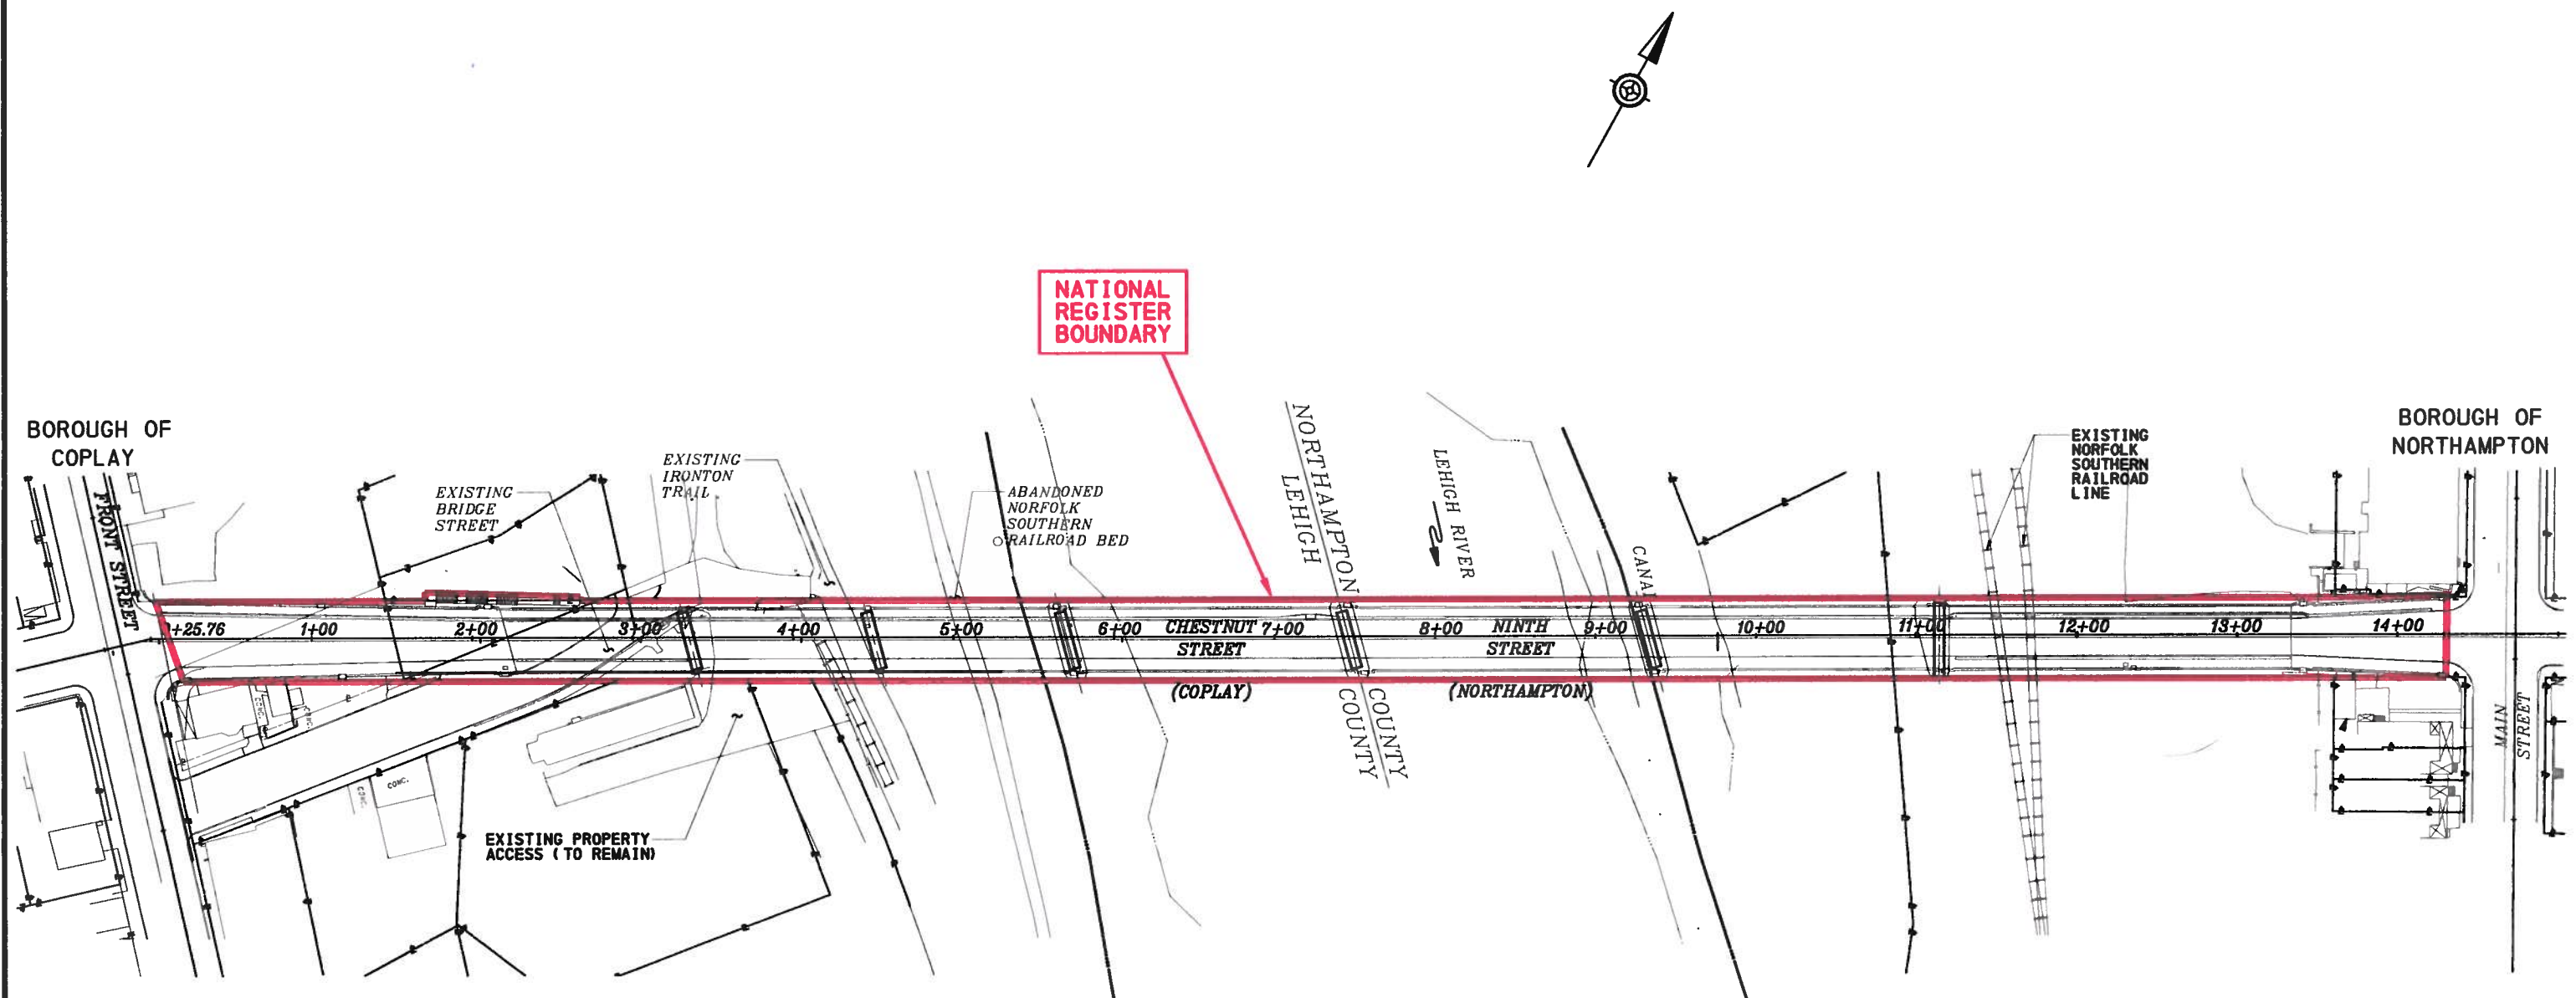 NATIONAL
REGISTER
BOUNDARY
BOROUGH OF
COPLAY
BOROUGH OF
NORTHAMPTON
FRONT STREET
EXISTING
BRIDGE
STREET
EXISTING
IRONTON
TRAIL
ABANDONED
NORFOLK
SOUTHERN
RAILROAD BED
NORTHAMPTON
LEHIGH
LEHIGH RIVER
CANAL
EXISTING
NORFOLK
SOUTHERN
RAILROAD
LINE
+25.76
1+00
2+00
3+00
4+00
5+00
6+00
CHESTNUT
STREET
7+00
8+00
NINTH
STREET
9+00
10+00
11+00
12+00
13+00
14+00
(COPLAY)
COUNTY
COUNTY
(NORTHAMPTON)
MAIN
STREET
CONC.
CONC.
CONC.
CONC.
EXISTING PROPERTY
ACCESS (TO REMAIN)